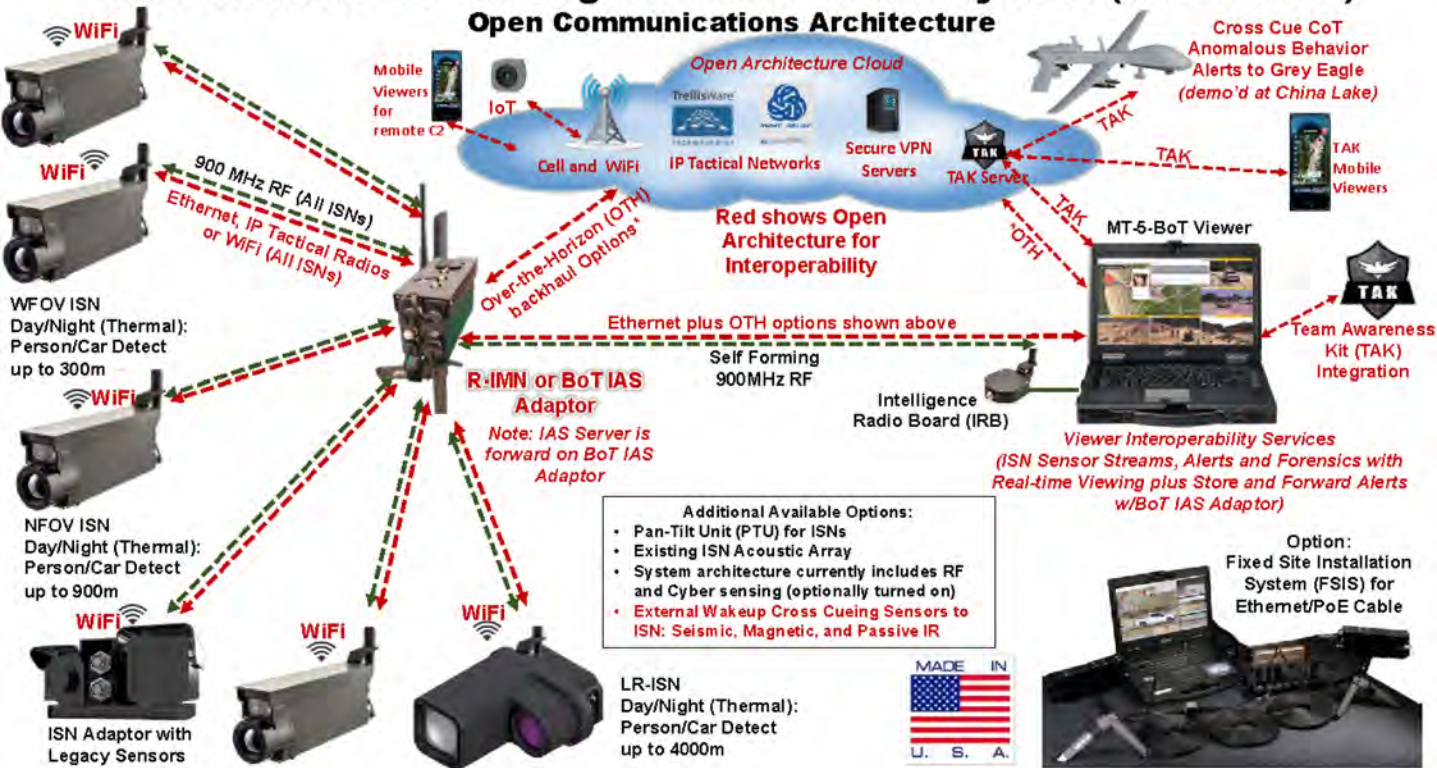 Open Communications Architecture
WiFi
Mobile
Viewers
for
remote C2
IoT
Open Architecture Cloud
TrellisWare
Cell and WiFi
IP Tactical Networks
Secure VPN
Servers
TAK
TAK Server
Cross Cue CoT
Anomalous Behavior
Alerts to Grey Eagle
(demo'd at China Lake)
TAK
TAK
TAK
Mobile
Viewers
TAK
*OTH
WiFi
900 MHz RF (All ISNs)
Ethernet, IP Tactical Radios
or WiFi (All ISNs)
Over-the-Horizon (OTH)
backhaul Options*
Red shows Open
Architecture for
Interoperability
MT-5-BoT Viewer
TAK
Team Awareness
Kit (TAK)
Integration
WFOV ISN
Day/Night (Thermal):
Person/Car Detect
up to 300m
Ethernet plus OTH options shown above
Self Forming
900MHz RF
Intelligence
Radio Board (IRB)
R-IMN or BoT IAS
Adaptor
Note: IAS Server is
forward on BoT IAS
Adaptor
Viewer Interoperability Services
(ISN Sensor Streams, Alerts and Forensics with
Real-time Viewing plus Store and Forward Alerts
w/BoT IAS Adaptor)
WiFi
NFOV ISN
Day/Night (Thermal):
Person/Car Detect
up to 900m
Additional Available Options:
• Pan-Tilt Unit (PTU) for ISNs
• Existing ISN Acoustic Array
• System architecture currently includes RF
and Cyber sensing (optionally turned on)
• External Wakeup Cross Cueing Sensors to
ISN: Seismic, Magnetic, and Passive IR
Option:
Fixed Site Installation
System (FSIS) for
Ethernet/PoE Cable
WiFi
WiFi
WiFi
ISN Adaptor with
Legacy Sensors
LR-ISN
Day/Night (Thermal):
Person/Car Detect
up to 4000m
MADE IN
U. S. A.